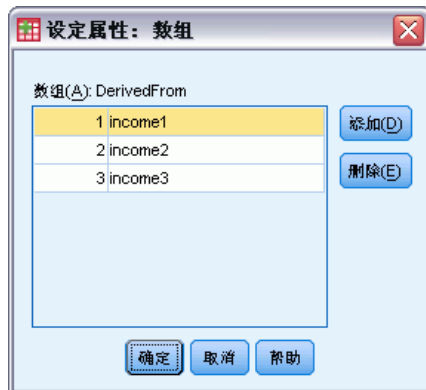 设定属性：数组
数组(A): DerivedFrom
1 income1
2 income2
3 income3
添加(D)
删除(E)
确定 取消 帮助